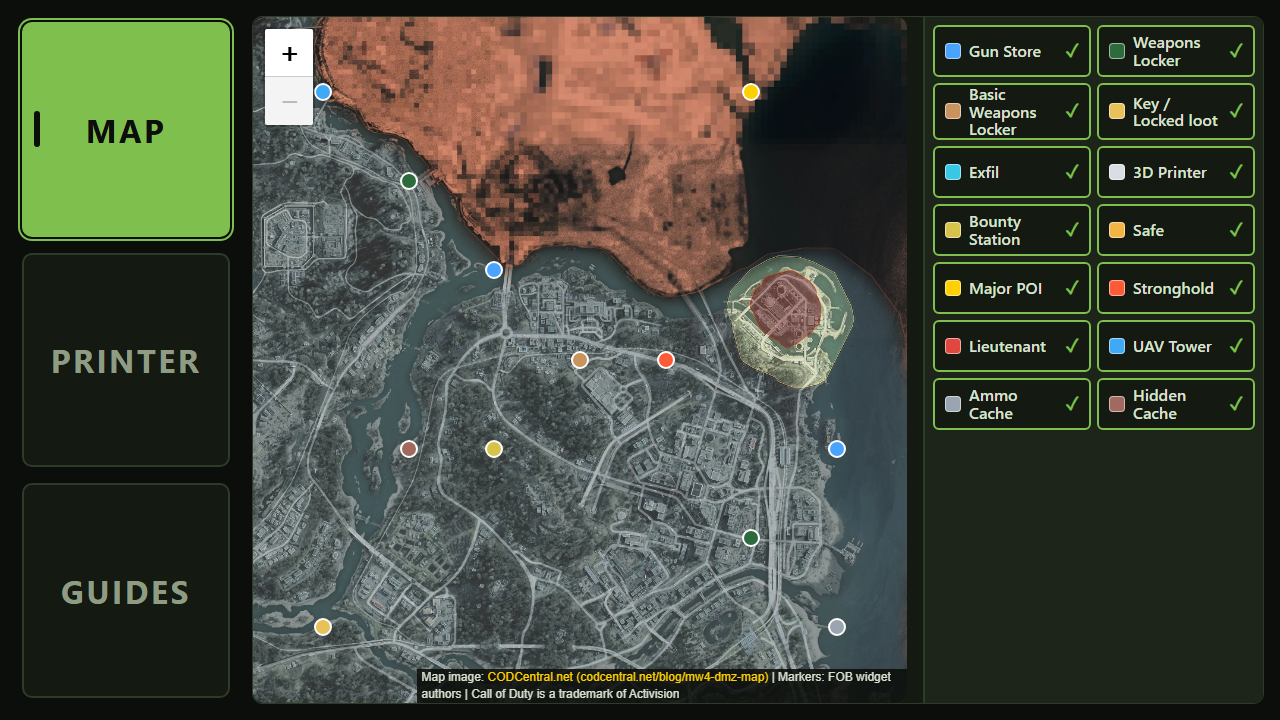 MAP
PRINTER
GUIDES
+
−
Map image: CODCentral.net (codcentral.net/blog/mw4-dmz-map) | Markers: FOB widget
authors | Call of Duty is a trademark of Activision
Gun Store ✓
Weapons
Locker ✓
Basic
Weapons
Locker ✓
Key /
Locked loot ✓
Exfil ✓
3D Printer ✓
Bounty
Station ✓
Safe ✓
Major POI ✓
Stronghold ✓
Lieutenant ✓
UAV Tower ✓
Ammo
Cache ✓
Hidden
Cache ✓